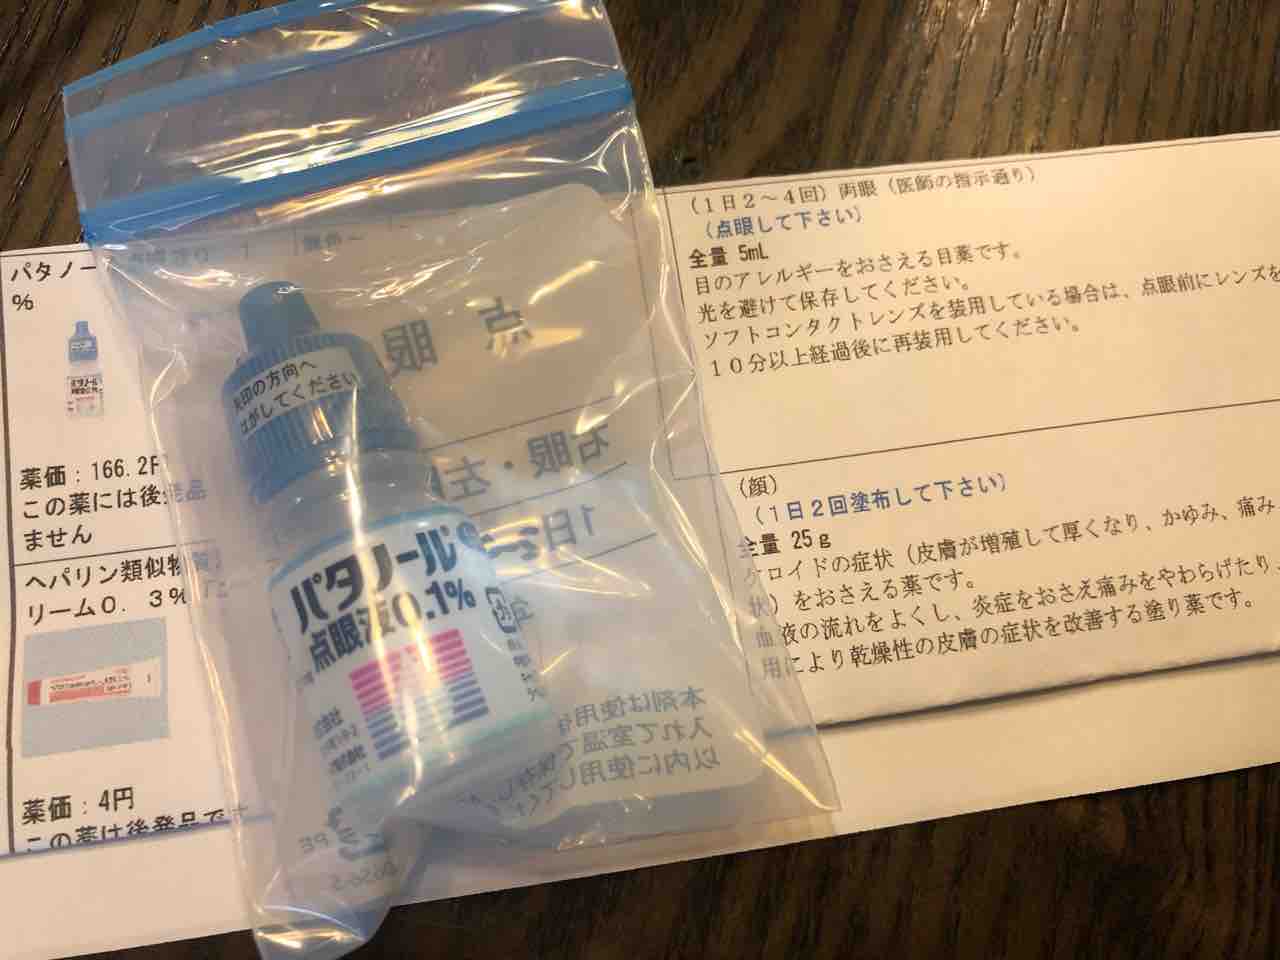 パタノー
%
薬価：166.2
この薬には後発品
ません
ヘパリン類似物質
リーム0．3%
薬価：4円
この薬は後発品で
矢印の方向へ
はがしてください
パタノール®
点眼液0.1%
点眼
右眼・左
1日
本剤は使用
入れて室温で保存し
以内に使用して
PE
（1日2～4回）両眼（医師の指示通り）
（点眼して下さい）
全量 5mL
目のアレルギーをおさえる目薬です。
光を避けて保存してください。
ソフトコンタクトレンズを装用している場合は、点眼前にレンズを
10分以上経過後に再装用してください。
（顔）
（1日2回塗布して下さい）
全量 25g
ケロイドの症状（皮膚が増殖して厚くなり、かゆみ、痛み
状）をおさえる薬です。
血液の流れをよくし、炎症をおさえ痛みをやわらげたり、
用により乾燥性の皮膚の症状を改善する塗り薬です。